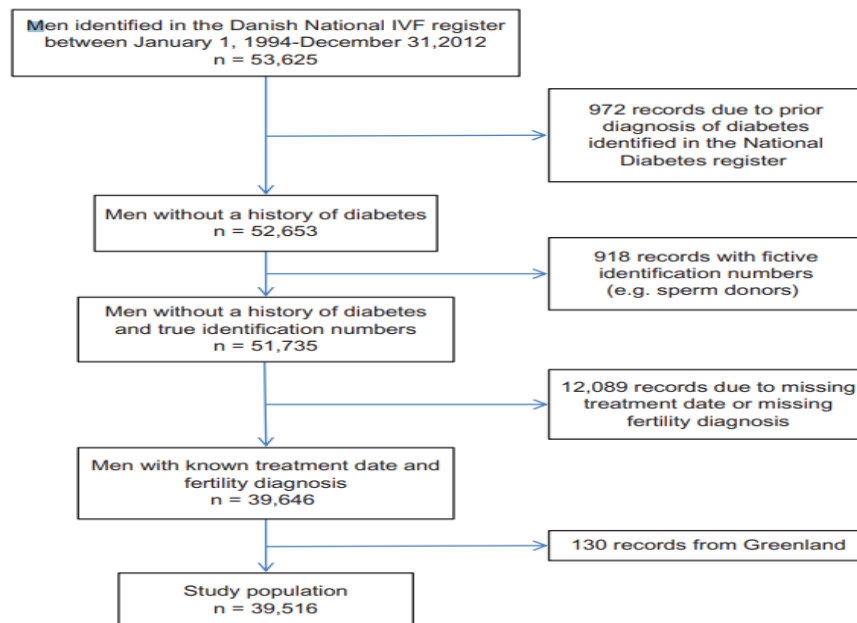 Men identified in the Danish National IVF register
between January 1, 1994-December 31,2012
n = 53,625
972 records due to prior
diagnosis of diabetes
identified in the National
Diabetes register
Men without a history of diabetes
n = 52,653
918 records with fictive
identification numbers
(e.g. sperm donors)
Men without a history of diabetes
and true identification numbers
n = 51,735
12,089 records due to missing
treatment date or missing
fertility diagnosis
Men with known treatment date and
fertility diagnosis
n = 39,646
130 records from Greenland
Study population
n = 39,516